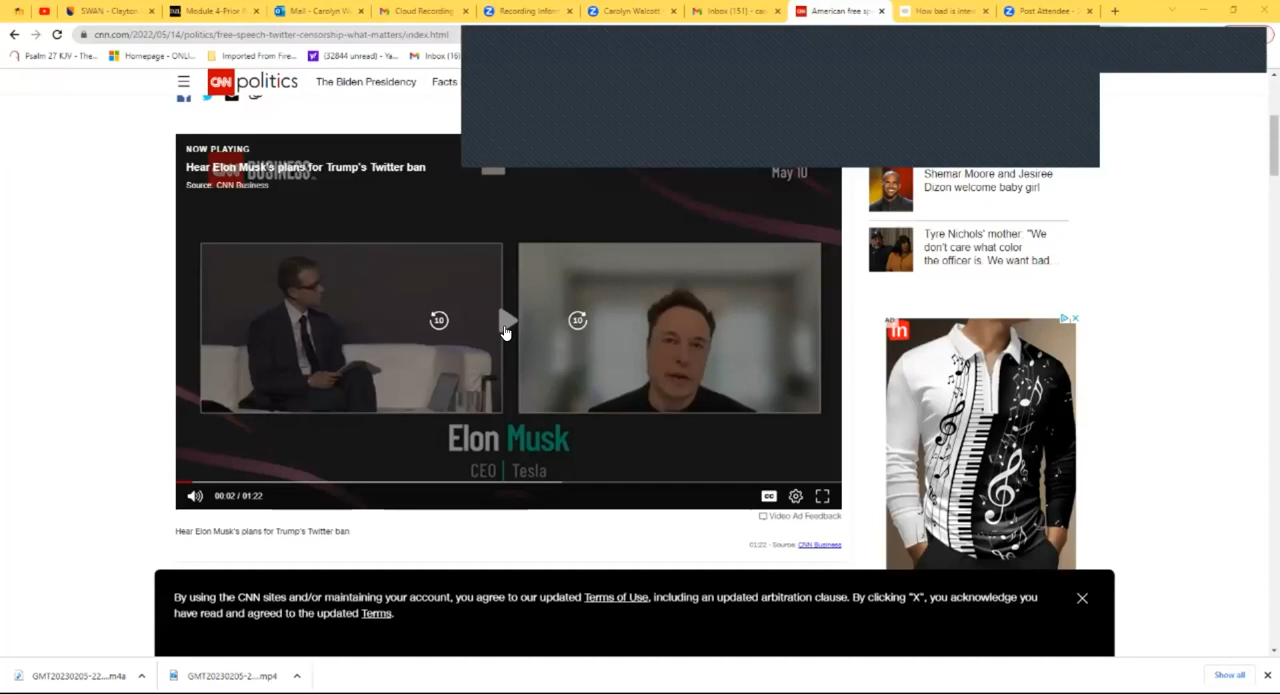 SWAN - Clayton
Module 4-Prior
Mail - Carolyn W
Cloud Recording
Recording Inform
Carolyn Walcott
Inbox (151) - ca
CNN American free sp
How bad is inte
Post Attendee -
cnn.com/2022/05/14/politics/free-speech-twitter-censorship-what-matters/index.html
Psalm 27 KJV - The...
Homepage - ONLI...
Imported From Fire...
(32844 unread) - Ya...
Inbox (16)
CNN politics
The Biden Presidency
Facts
NOW PLAYING
Hear Elon Musk's plans for Trump's Twitter ban
BUSINESS
Source: CNN Business
May 10
Elon Musk
CEO | Tesla
10
10
00:02 / 01:22
CC
Video Ad Feedback
Hear Elon Musk's plans for Trump's Twitter ban
01:22 - Source: CNN Business
Shemar Moore and Jesiree
Dizon welcome baby girl
Tyre Nichols' mother: "We
don't care what color
the officer is. We want bad...
AD
By using the CNN sites and/or maintaining your account, you agree to our updated Terms of Use, including an updated arbitration clause. By clicking "X", you acknowledge you
have read and agreed to the updated Terms.
GMT20230205-22....m4a
GMT20230205-2....mp4
Show all